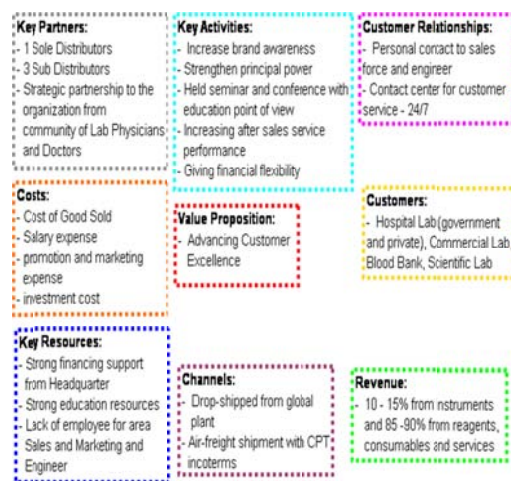 Key Partners:
- 1 Sole Distributors
- 3 Sub Distributors
- Strategic partnership to the
organization from
community of Lab Physicians
and Doctors
Key Activities:
- Increase brand awareness
- Strengthen principal power
- Held seminar and conference with
education point of view
- Increasing after sales service
performance
- Giving financial flexibility
Customer Relationships:
- Personal contact to sales
force and engineer
- Contact center for customer
service - 24/7
Costs:
- Cost of Good Sold
- Salary expense
- promotion and marketing
expense
- investment cost
Value Proposition:
- Advancing Customer
Excellence
Customers:
- Hospital Lab(government
and private), Commercial Lab,
Blood Bank, Scientific Lab
Key Resources:
- Strong financing support
from Headquarter
- Strong education resources
- Lack of employee for area
Sales and Marketing and
Engineer
Channels:
- Drop-shipped from global
plant
- Air-freight shipment with CPT
incoterms
Revenue:
- 10 - 15% from nstruments
and 85 -90% from reagents,
consumables and services